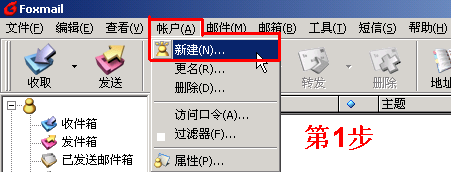 Foxmail
文件(F) 编辑(E) 查看(V) 帐户(A) 邮件(M) 邮箱(B) 工具(T) 短信(S) 帮助(H)
收取 发送 转发 删除 地址
新建(N)...
更名(R)...
删除(D)...
访问口令(A)...
过滤器(F)...
属性(P)...
主题
收件箱
发件箱
已发送邮件箱
第1步